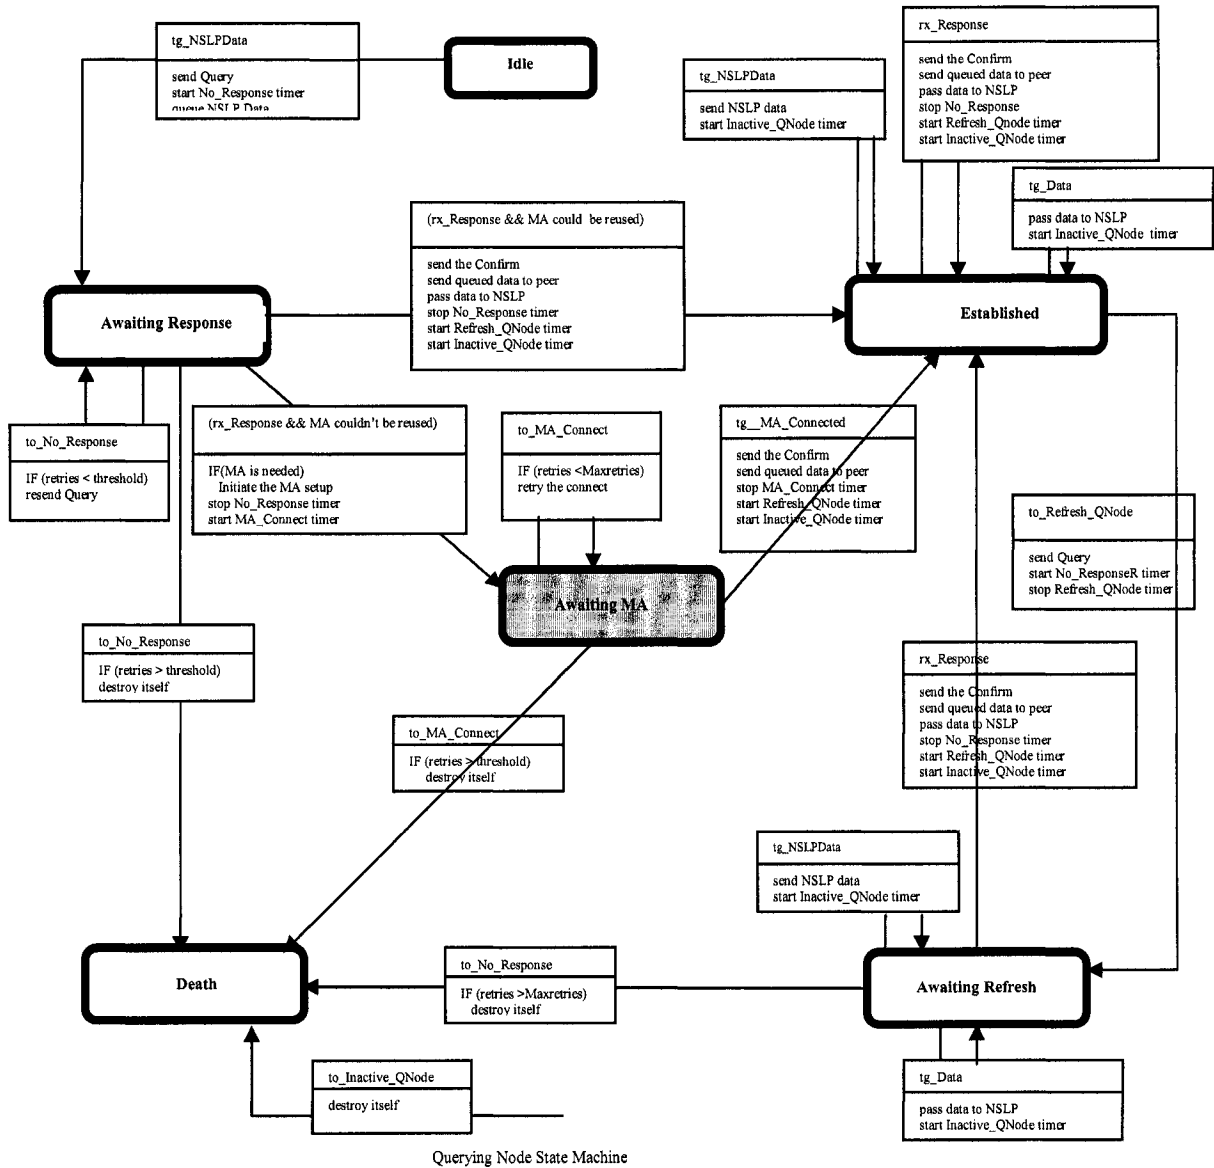 tg_NSLPData
send Query
start No_Response timer
queue NSLP Data
Idle
tg_NSLPData
send NSLP data
start Inactive_QNode timer
rx_Response
send the Confirm
send queued data to peer
pass data to NSLP
stop No_Response
start Refresh_Qnode timer
start Inactive_QNode timer
tg_Data
pass data to NSLP
start Inactive_QNode timer
(rx_Response && MA could be reused)
send the Confirm
send queued data to peer
pass data to NSLP
stop No_Response timer
start Refresh_QNode timer
start Inactive_QNode timer
Awaiting Response
Established
to_No_Response
IF (retries < threshold)
resend Query
(rx_Response && MA couldn't be reused)
IF(MA is needed)
Initiate the MA setup
stop No_Response timer
start MA_Connect timer
to_MA_Connect
IF (retries <Maxretries)
retry the connect
tg__MA_Connected
send the Confirm
send queued data to peer
stop MA_Connect timer
start Refresh_QNode timer
start Inactive_QNode timer
to_Refresh_QNode
send Query
start No_ResponseR timer
stop Refresh_QNode timer
Awaiting MA
to_No_Response
IF (retries > threshold)
destroy itself
rx_Response
send the Confirm
send queued data to peer
pass data to NSLP
stop No_Response timer
start Refresh_QNode timer
start Inactive_QNode timer
to_MA_Connect
IF (retries > threshold)
destroy itself
tg_NSLPData
send NSLP data
start Inactive_QNode timer
Death
to_No_Response
IF (retries >Maxretries)
destroy itself
Awaiting Refresh
to_Inactive_QNode
destroy itself
tg_Data
pass data to NSLP
start Inactive_QNode timer
Querying Node State Machine